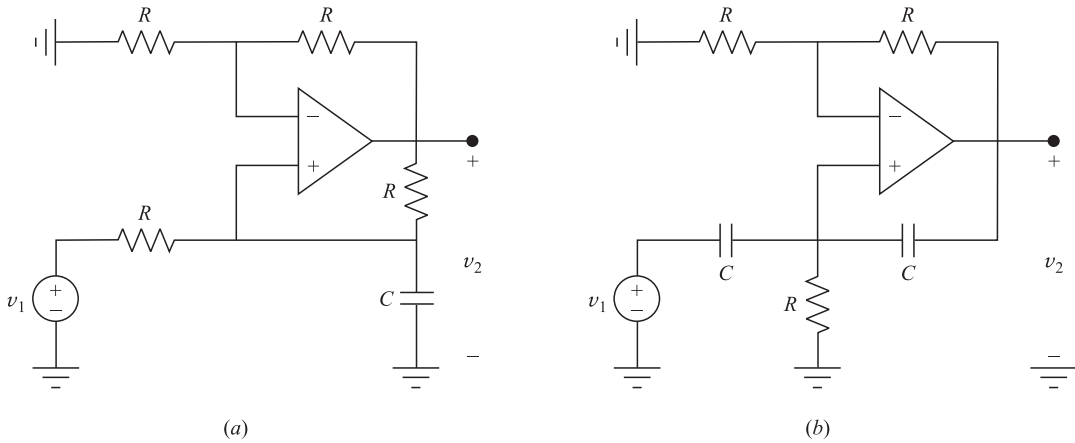 R R R R
− −
+ + + +
R
R
R C C
v₂ v₂
+ +
v₁ − C v₁ − R
− −
(a) (b)